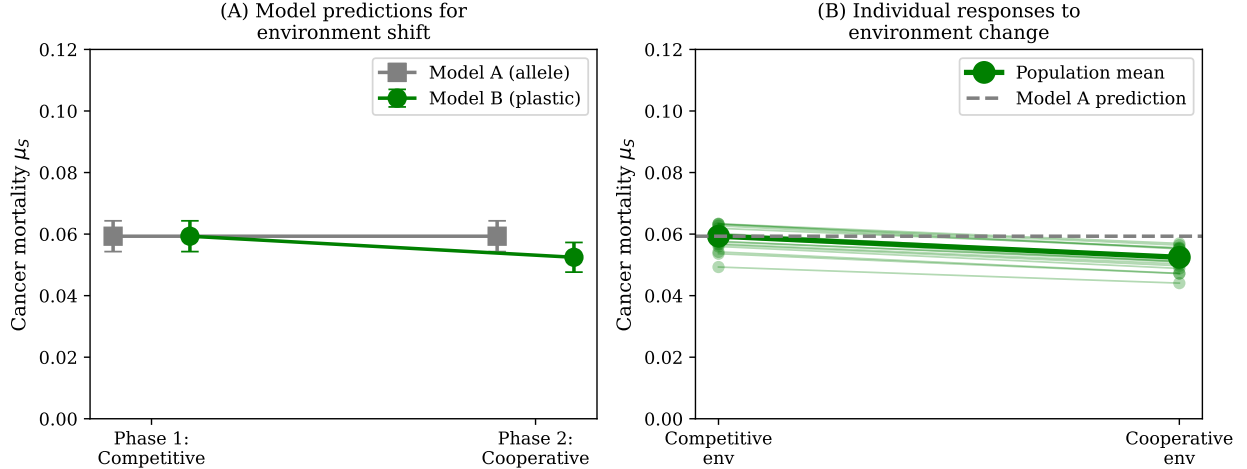 (A) Model predictions for
environment shift
Cancer mortality μS
0.12
0.10
0.08
0.06
0.04
0.02
0.00
Model A (allele)
Model B (plastic)
Phase 1:
Competitive
Phase 2:
Cooperative
(B) Individual responses to
environment change
Cancer mortality μS
0.12
0.10
0.08
0.06
0.04
0.02
0.00
Population mean
Model A prediction
Competitive
env
Cooperative
env